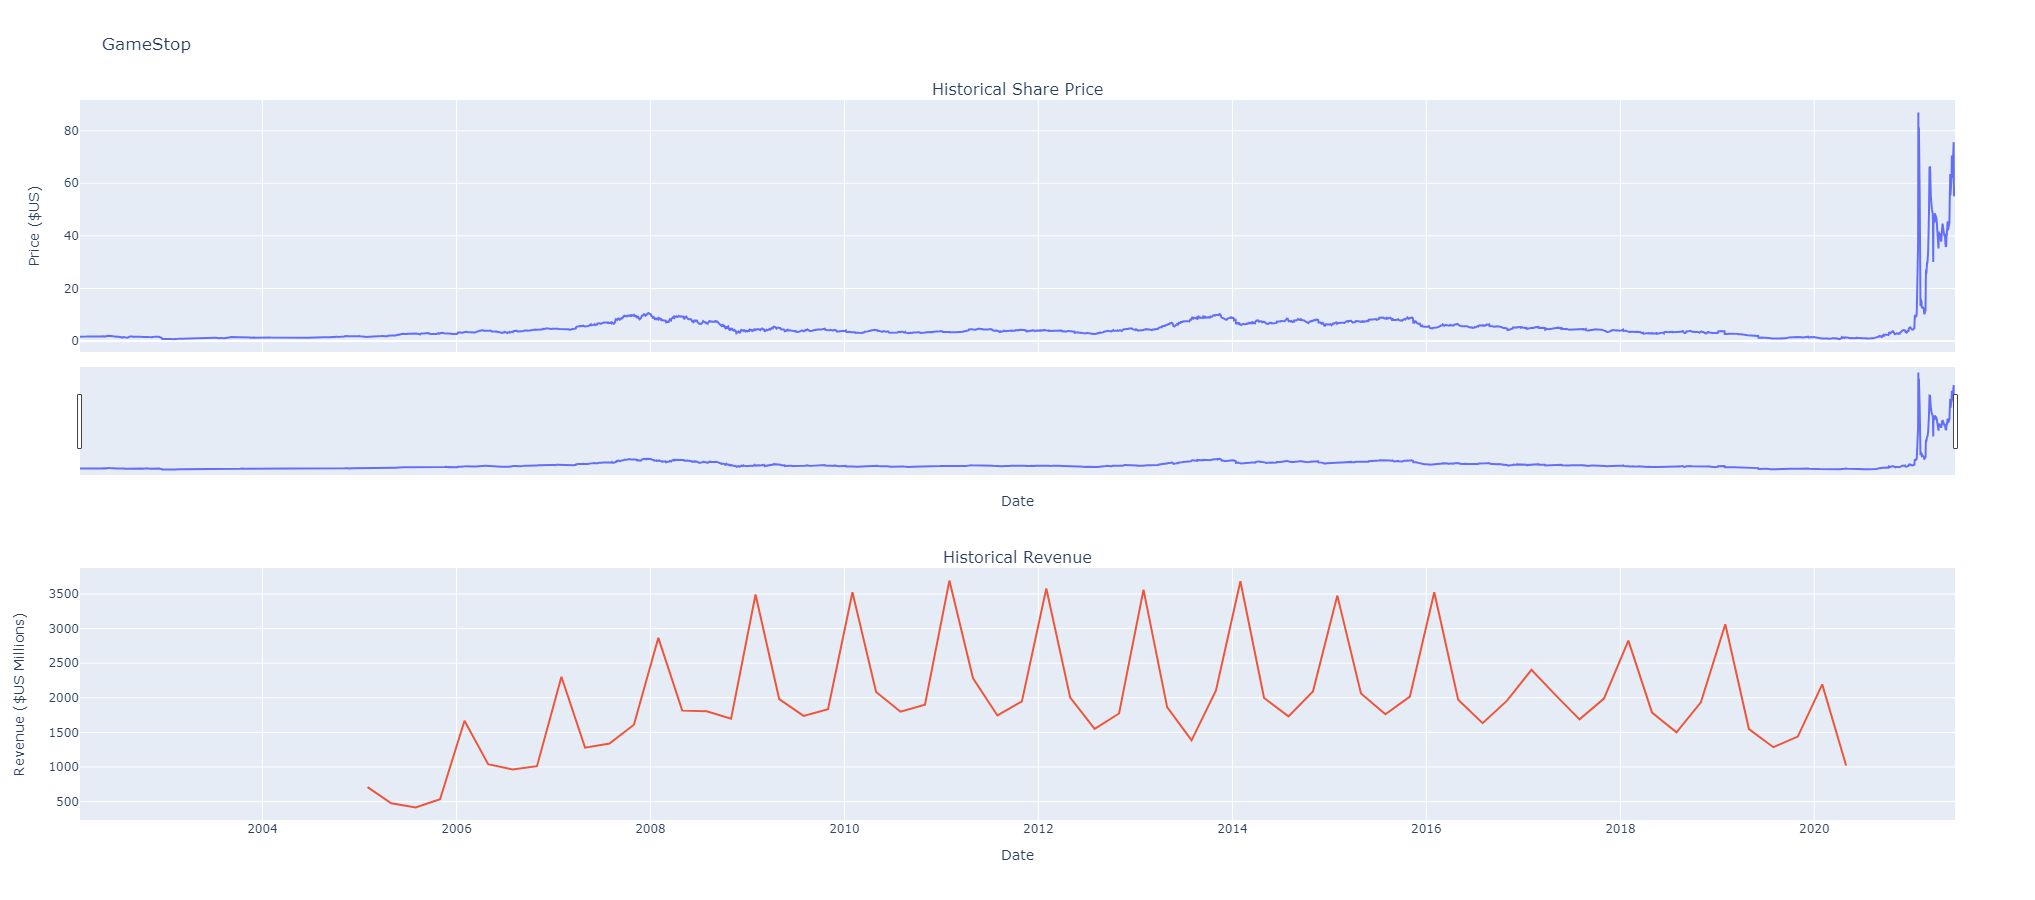 GameStop
Historical Share Price
80
60
40
20
0
Price ($US)
Date
Historical Revenue
3500
3000
2500
2000
1500
1000
500
Revenue ($US Millions)
2004 2006 2008 2010 2012 2014 2016 2018 2020
Date